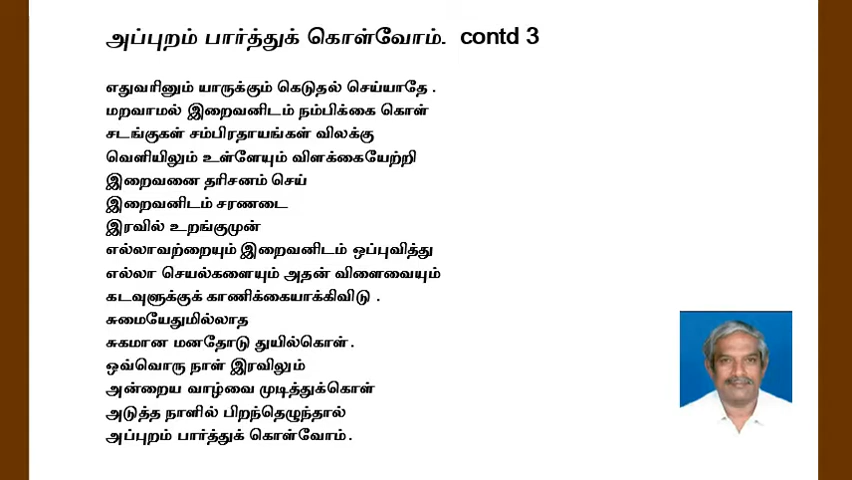 அப்புறம் பார்த்துக் கொள்வோம். contd 3
எதுவரினும் யாருக்கும் கெடுதல் செய்யாதே .
மறவாமல் இறைவனிடம் நம்பிக்கை கொள்
சடங்குகள் சம்பிரதாயங்கள் விலக்கு
வெளியிலும் உள்ளேயும் விளக்கையேற்றி
இறைவனை தரிசனம் செய்
இறைவனிடம் சரணடை
இரவில் உறங்குமுன்
எல்லாவற்றையும் இறைவனிடம் ஒப்புவித்து
எல்லா செயல்களையும் அதன் விளைவையும்
கடவுளுக்குக் காணிக்கையாக்கிவிடு .
சுமையேதுமில்லாத
சுகமான மனதோடு துயில்கொள்.
ஒவ்வொரு நாள் இரவிலும்
அன்றைய வாழ்வை முடித்துக்கொள்
அடுத்த நாளில் பிறந்தெழுந்தால்
அப்புறம் பார்த்துக் கொள்வோம்.